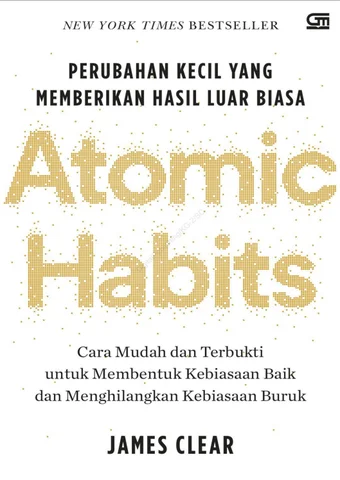 NEW YORK TIMES BESTSELLER
GM
PERUBAHAN KECIL YANG
MEMBERIKAN HASIL LUAR BIASA
Atomic
Habits
Cara Mudah dan Terbukti
untuk Membentuk Kebiasaan Baik
dan Menghilangkan Kebiasaan Buruk
JAMES CLEAR